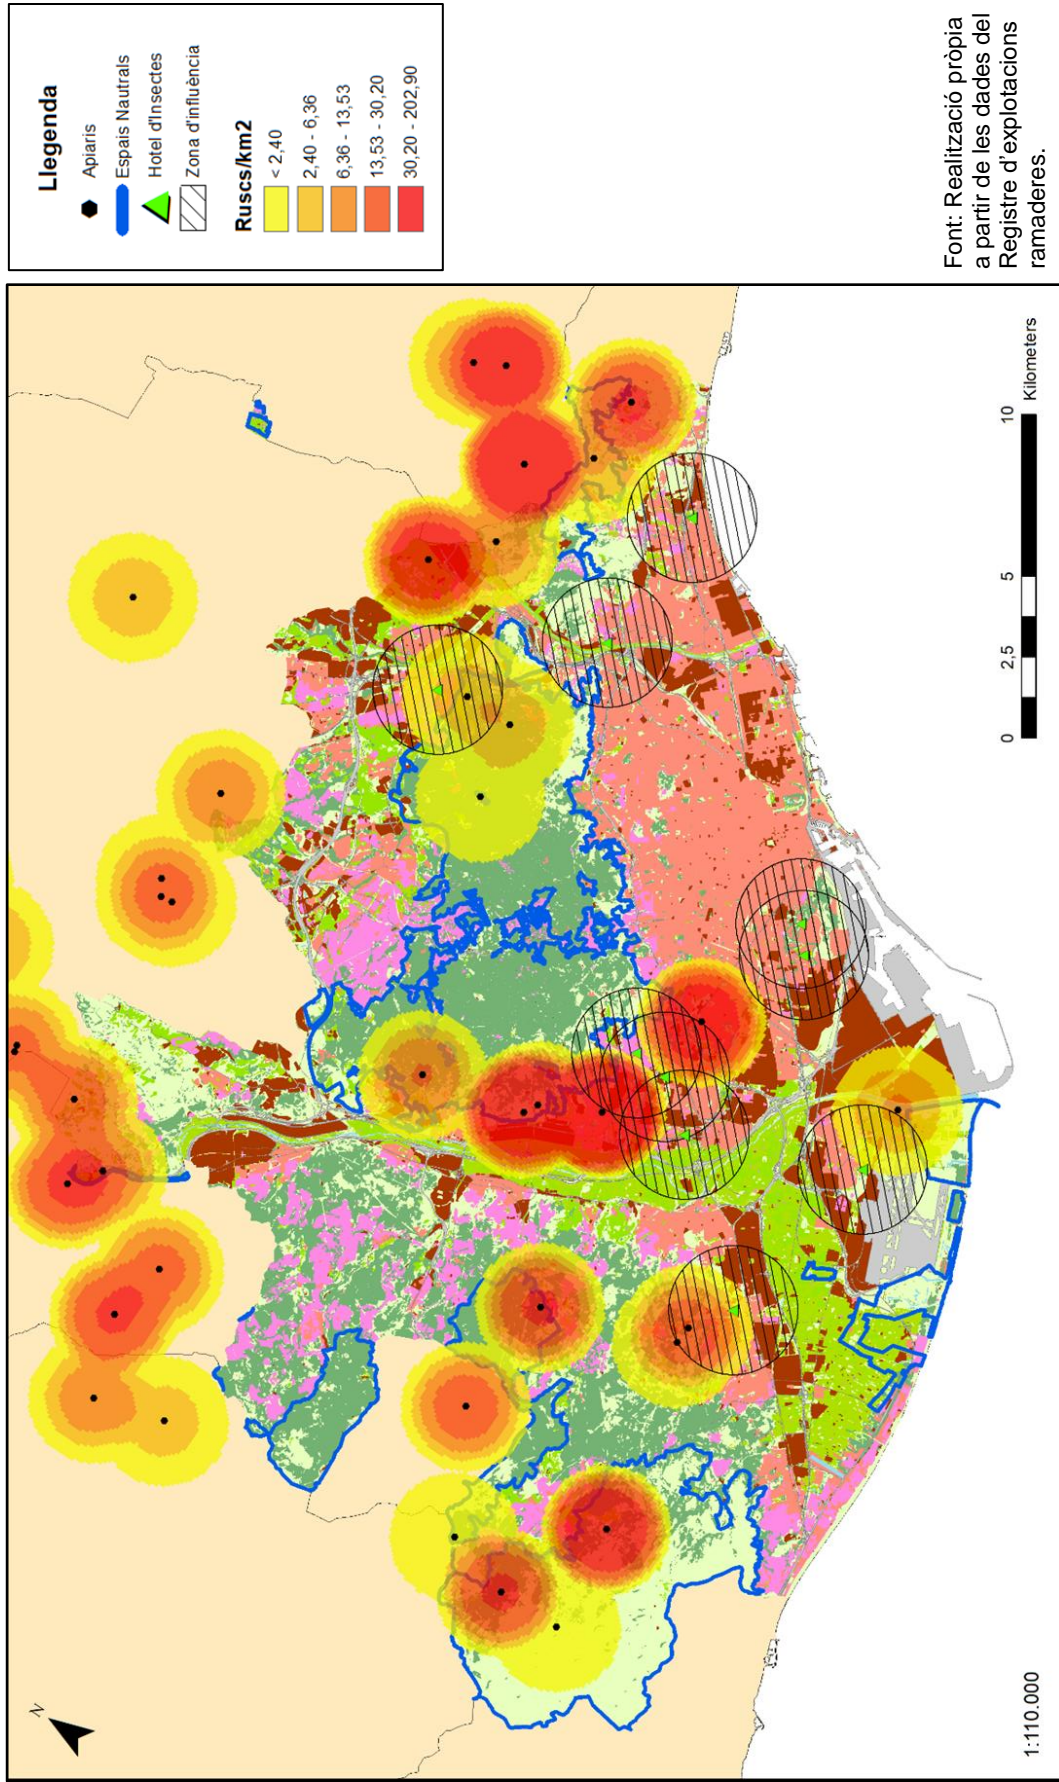 Llegenda
Apiaris
Espais Nautrals
Hotel d'Insectes
Zona d'influència
Ruscs/km2
< 2,40
2,40 - 6,36
6,36 - 13,53
13,53 - 30,20
30,20 - 202,90
Font: Realització pròpia
a partir de les dades del
Registre d'explotacions
ramaderes.
N
1:110.000
0 2,5 5 10
Kilometers